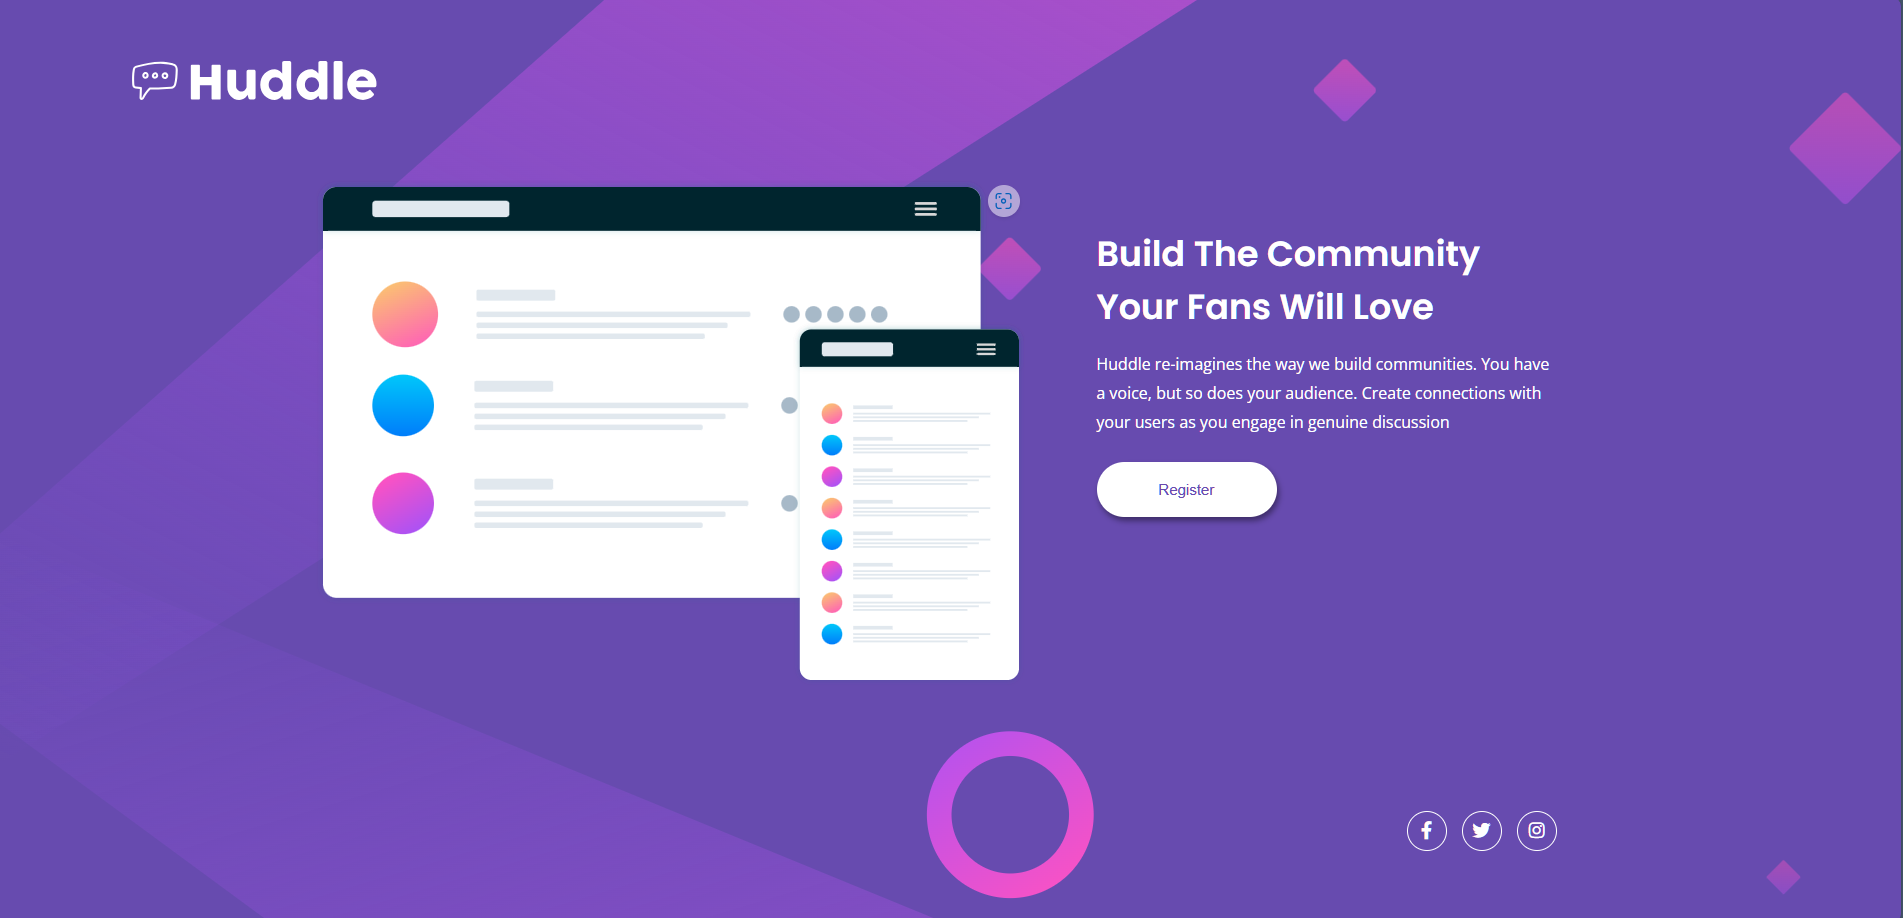 Huddle
Build The Community
Your Fans Will Love
Huddle re-imagines the way we build communities. You have
a voice, but so does your audience. Create connections with
your users as you engage in genuine discussion
Register